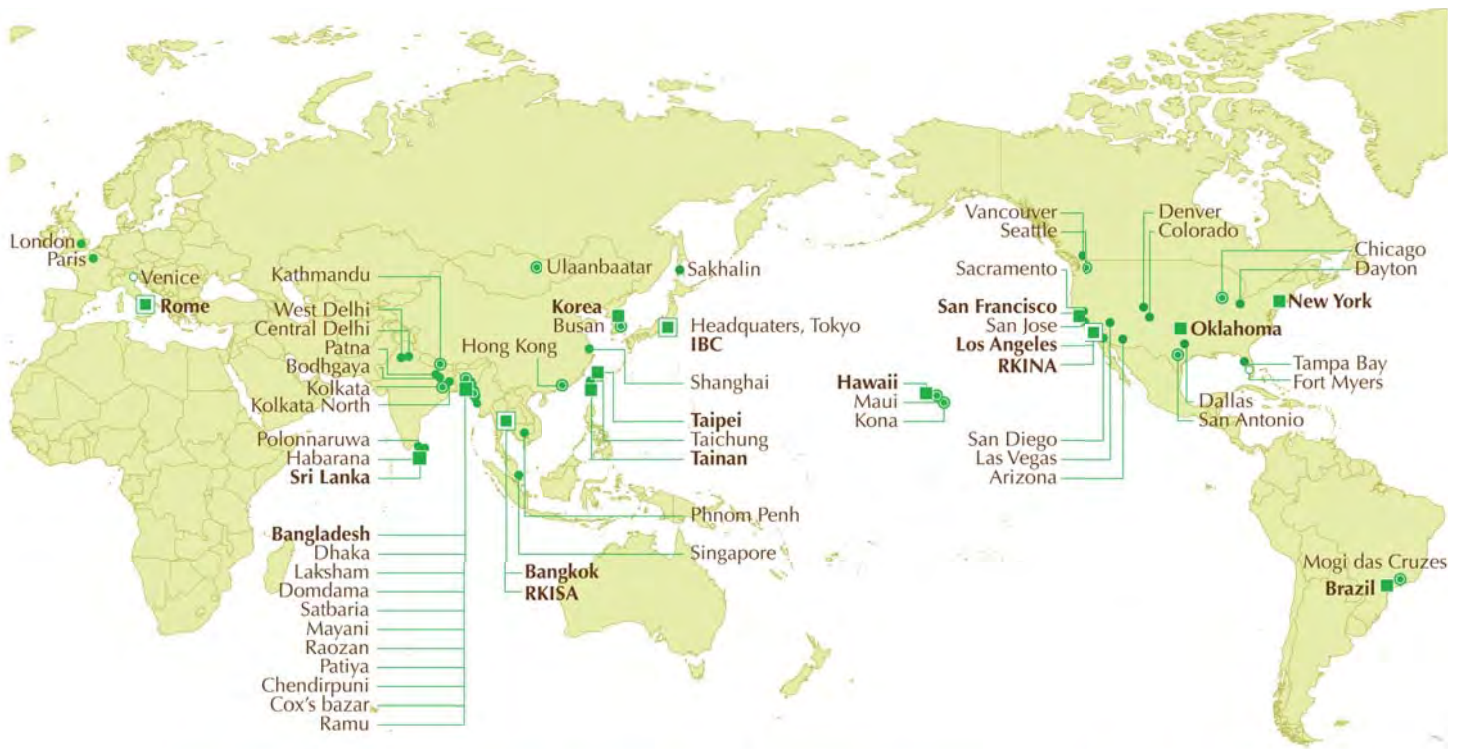 London
Paris
Venice
Rome
Kathmandu
West Delhi
Central Delhi
Patna
Bodhgaya
Kolkata
Kolkata North
Polonnaruwa
Habarana
Sri Lanka
Bangladesh
Dhaka
Laksham
Domdama
Satbaria
Mayani
Raozan
Patiya
Chendirpuni
Cox's bazar
Ramu
Ulaanbaatar
Sakhalin
Korea
Busan
Hong Kong
Headquaters, Tokyo
IBC
Shanghai
Taipei
Taichung
Tainan
Phnom Penh
Singapore
Bangkok
RKISA
Hawaii
Maui
Kona
Vancouver
Seattle
Sacramento
San Francisco
San Jose
Los Angeles
RKINA
San Diego
Las Vegas
Arizona
Denver
Colorado
Chicago
Dayton
New York
Oklahoma
Tampa Bay
Fort Myers
Dallas
San Antonio
Mogi das Cruzes
Brazil